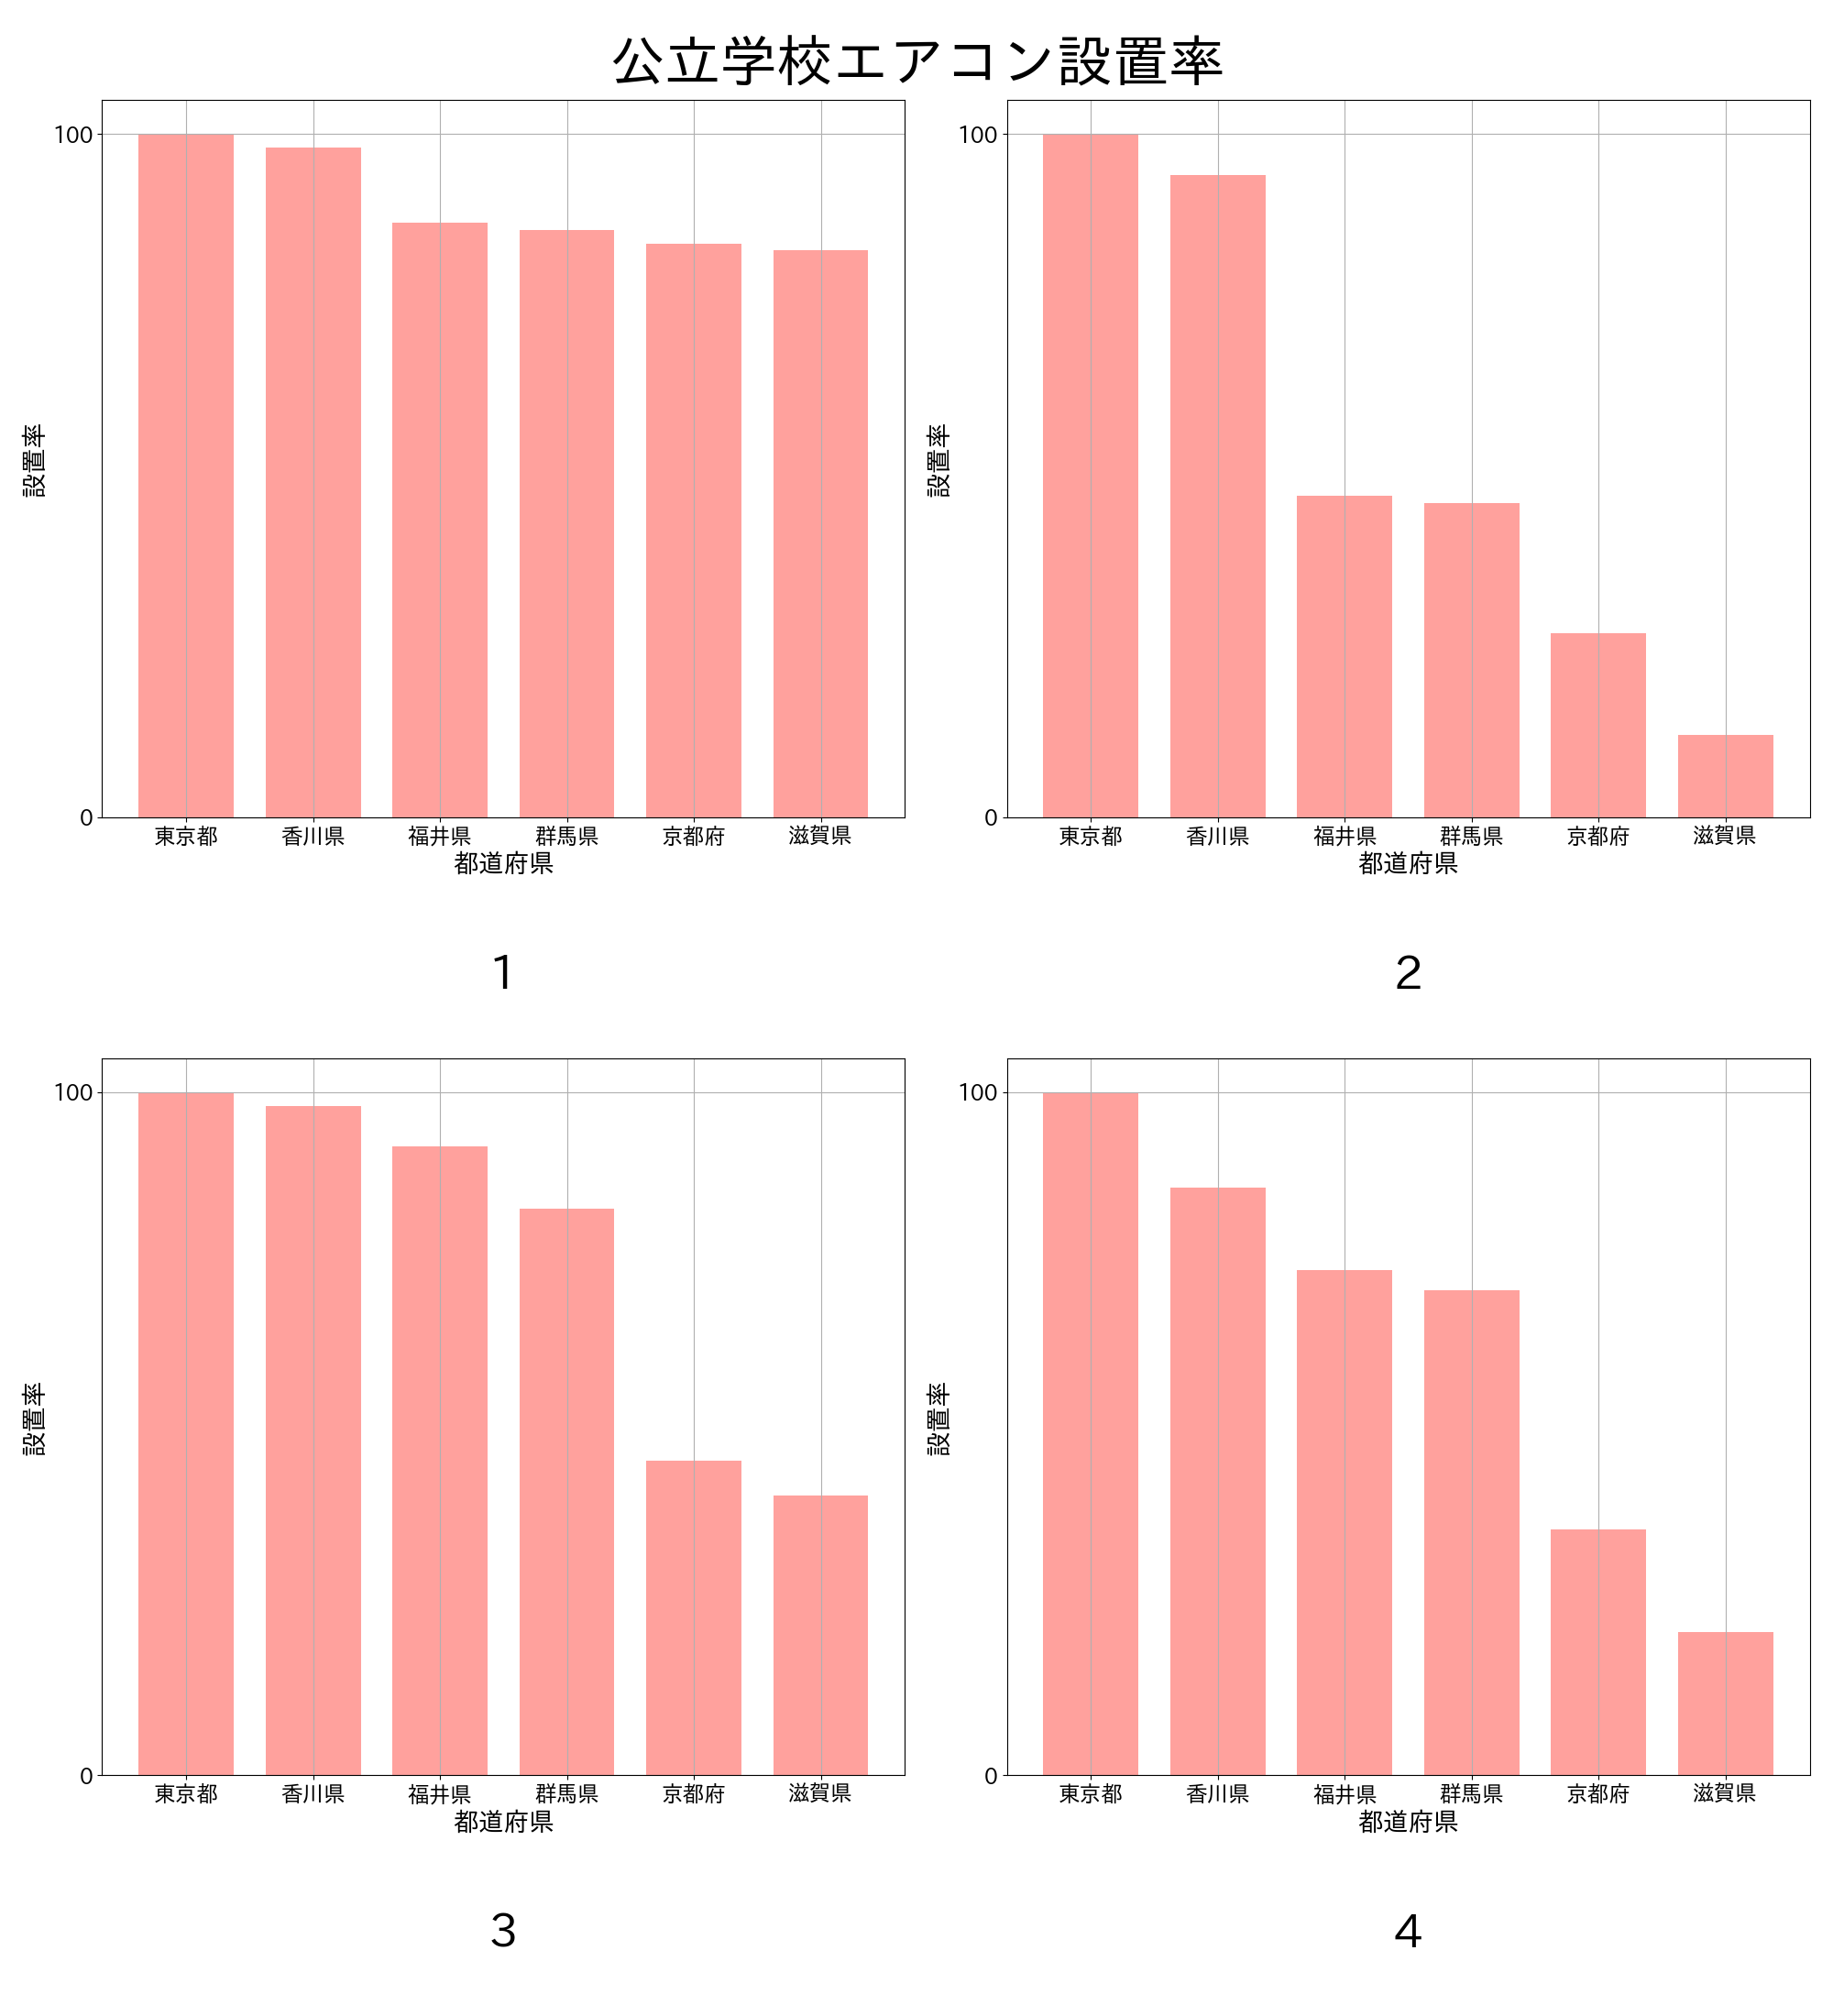 公立学校エアコン設置率
100
0
設置率
東京都 香川県 福井県 群馬県 京都府 滋賀県
都道府県
1
100
0
設置率
東京都 香川県 福井県 群馬県 京都府 滋賀県
都道府県
2
100
0
設置率
東京都 香川県 福井県 群馬県 京都府 滋賀県
都道府県
3
100
0
設置率
東京都 香川県 福井県 群馬県 京都府 滋賀県
都道府県
4